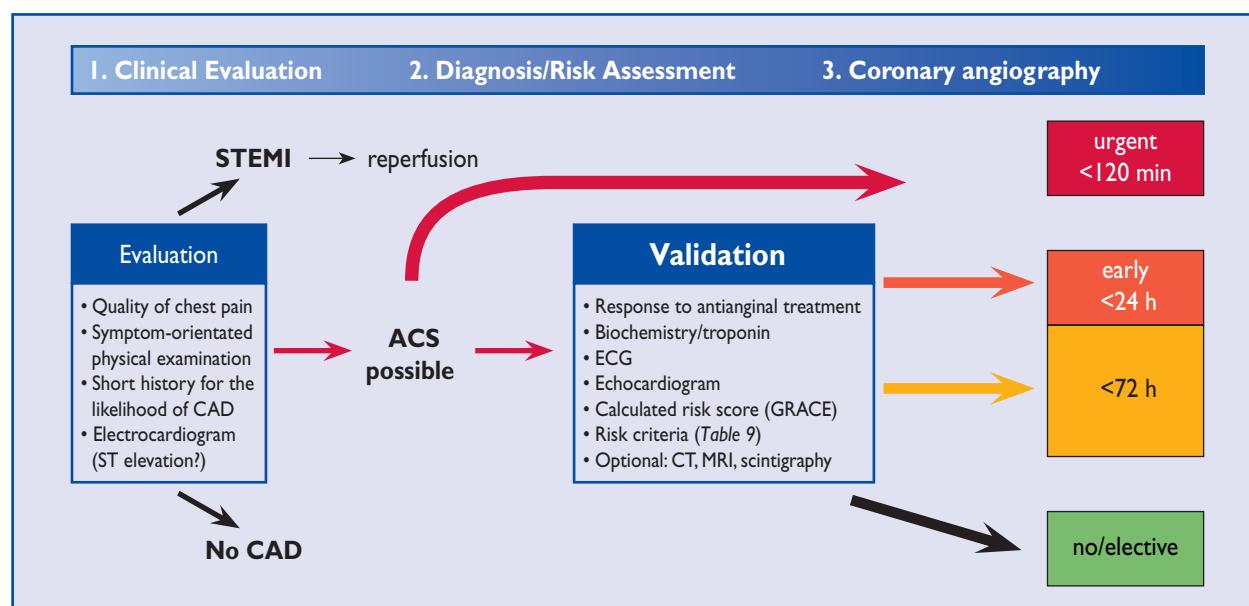 1. Clinical Evaluation 2. Diagnosis/Risk Assessment 3. Coronary angiography
STEMI
reperfusion
urgent
<120 min
Evaluation
• Quality of chest pain
• Symptom-orientated
physical examination
• Short history for the
likelihood of CAD
• Electrocardiogram
(ST elevation?)
ACS
possible
Validation
• Response to antianginal treatment
• Biochemistry/troponin
• ECG
• Echocardiogram
• Calculated risk score (GRACE)
• Risk criteria (Table 9)
• Optional: CT, MRI, scintigraphy
early
<24 h
<72 h
No CAD
no/elective